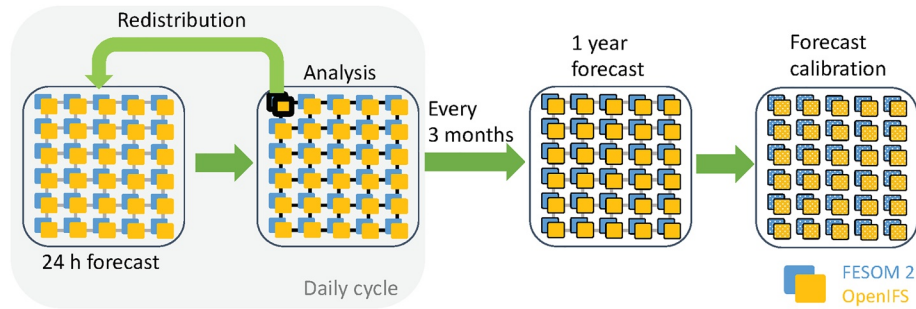 Redistribution
Analysis
24 h forecast
Daily cycle
Every
3 months
1 year
forecast
Forecast
calibration
FESOM 2
OpenIFS